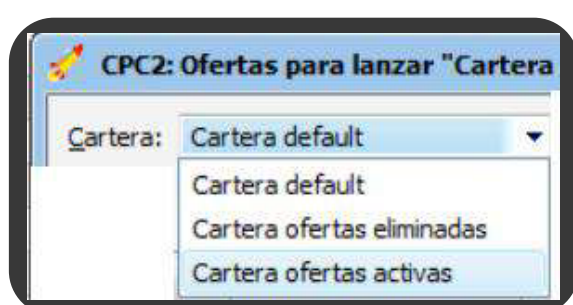 CPC2: Ofertas para lanzar "Cartera
Cartera: Cartera default
Cartera default
Cartera ofertas eliminadas
Cartera ofertas activas